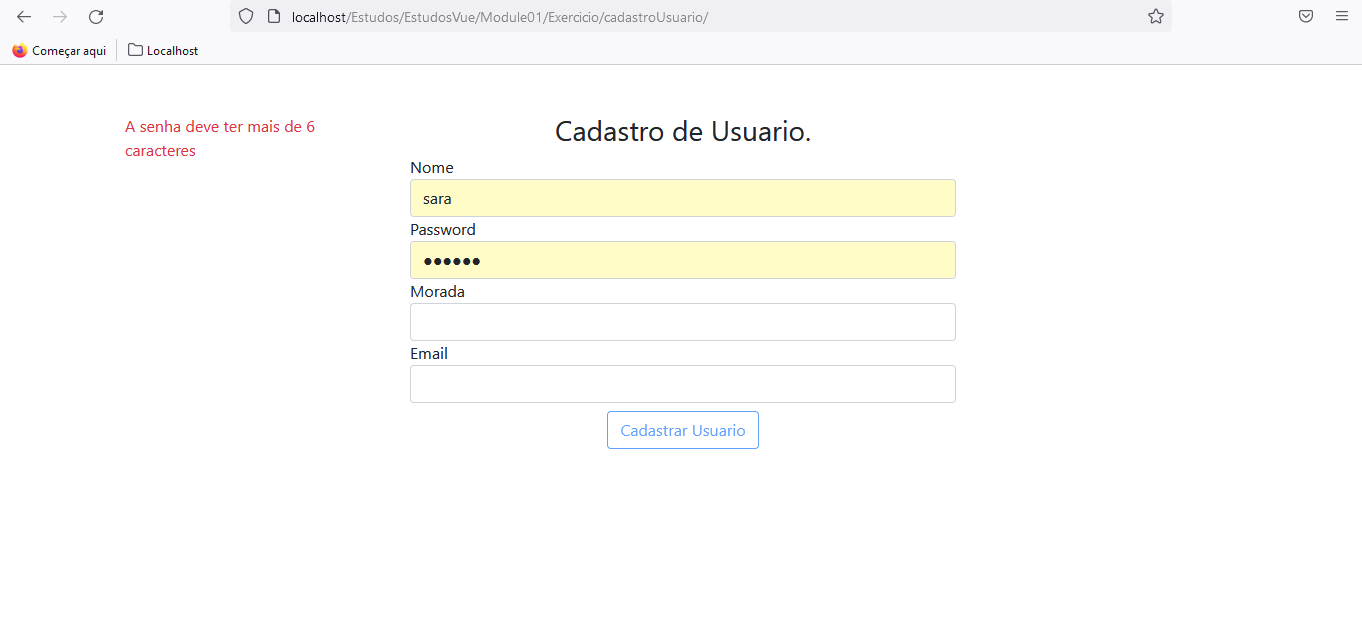 localhost/Estudos/EstudosVue/Module01/Exercicio/cadastroUsuario/
Começar aqui
Localhost
A senha deve ter mais de 6
caracteres
Cadastro de Usuario.
Nome
sara
Password
●●●●●●
Morada
Email
Cadastrar Usuario